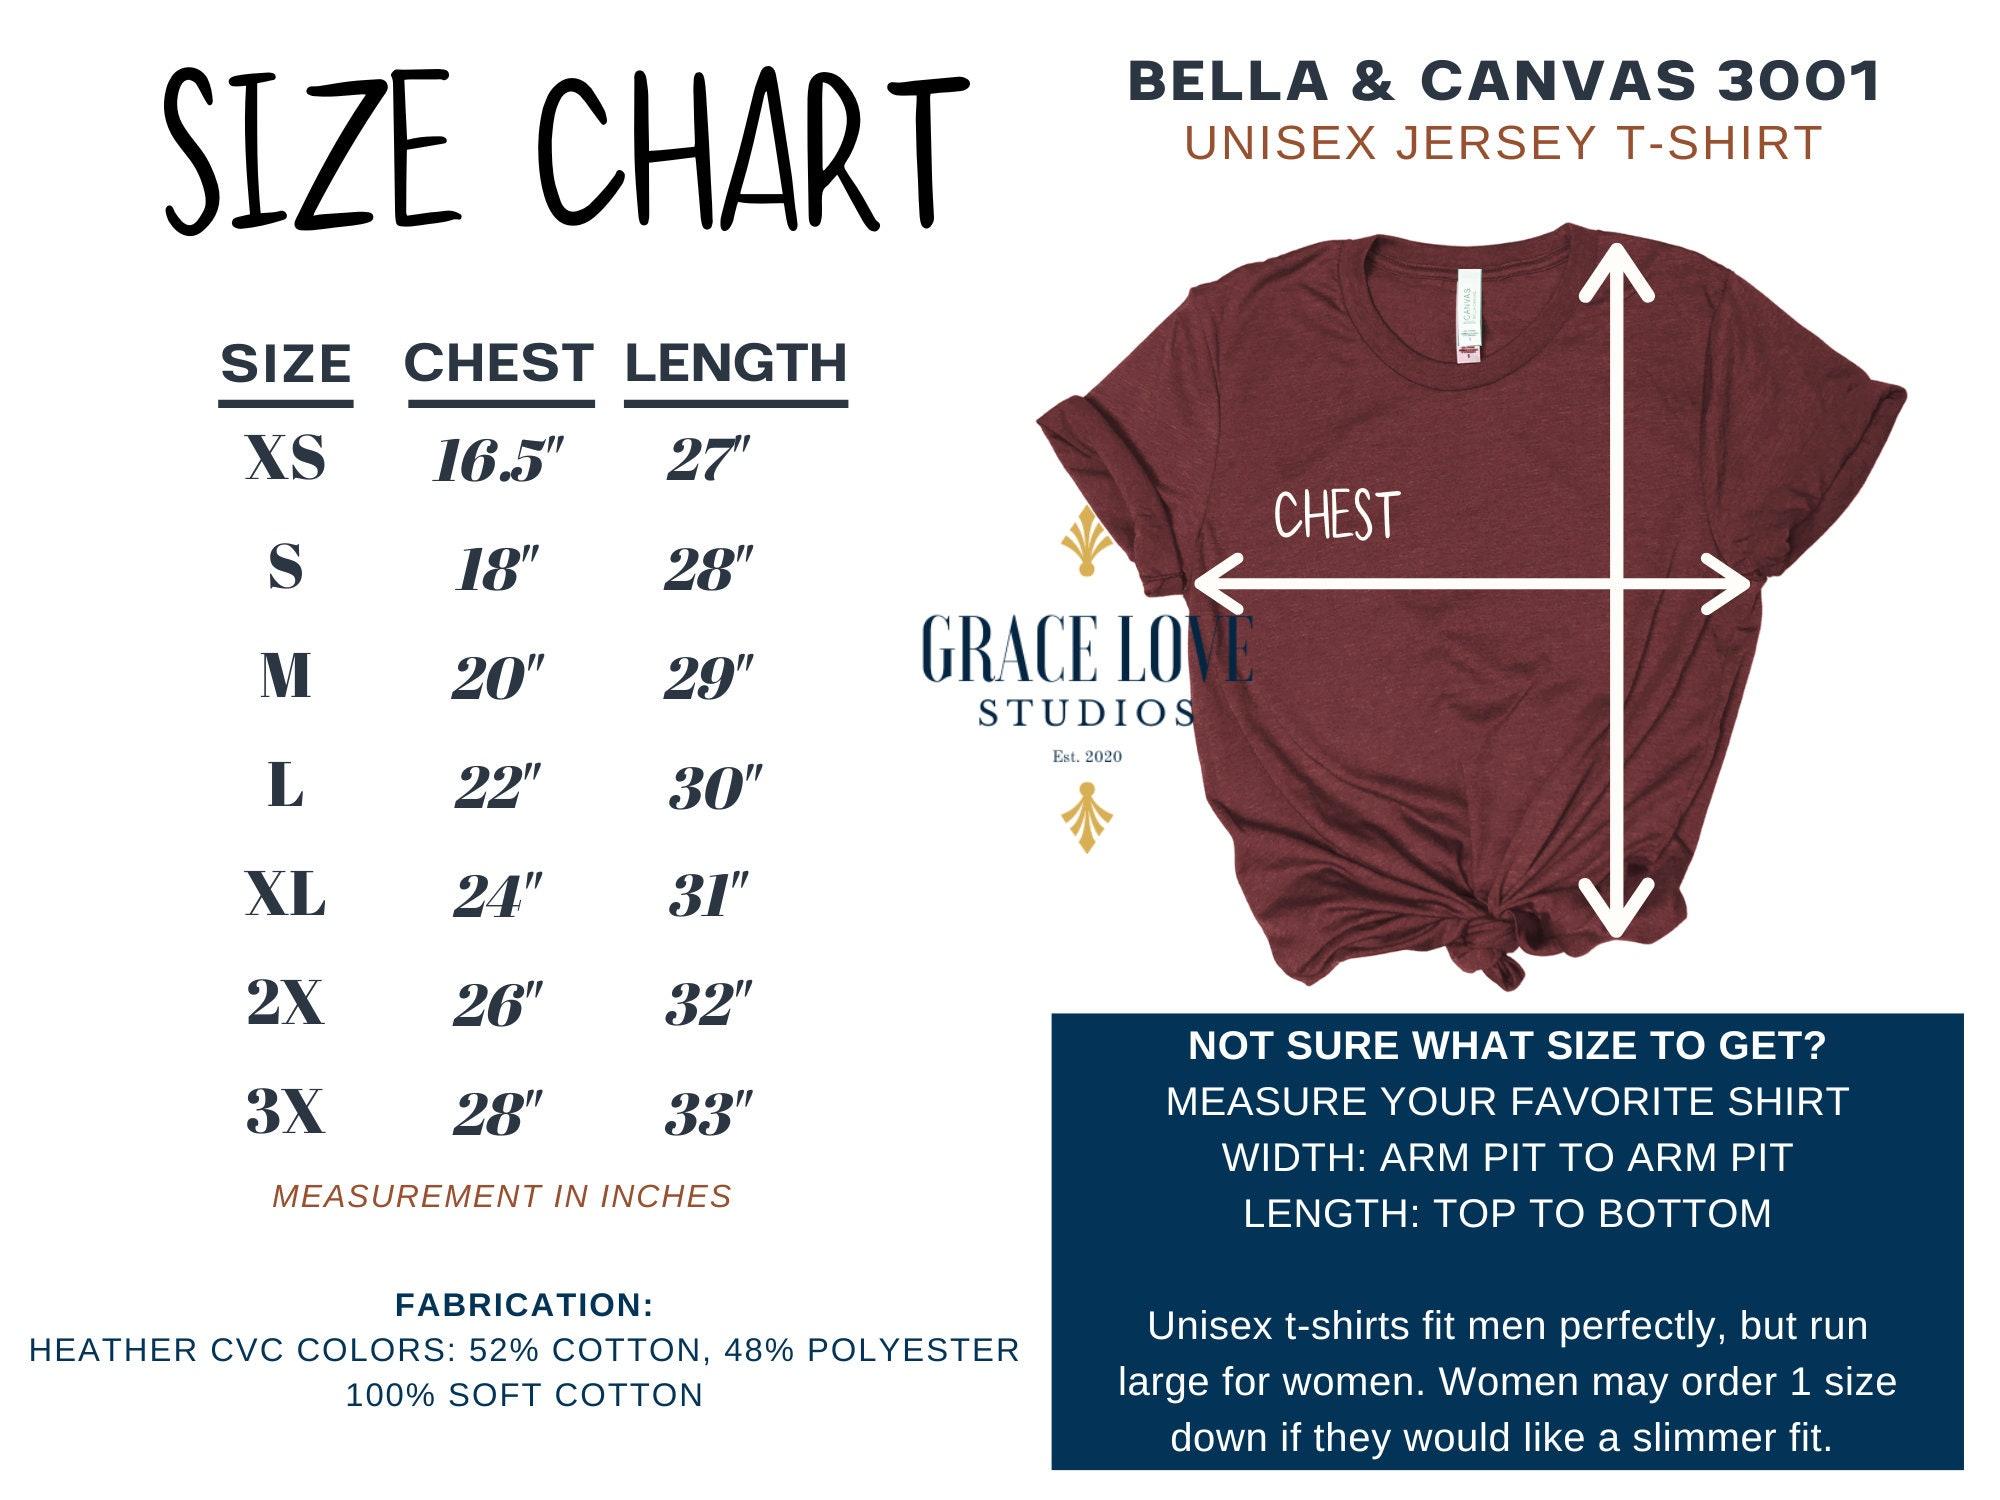 SIZE CHART
BELLA & CANVAS 3001
UNISEX JERSEY T-SHIRT
SIZE CHEST LENGTH
XS 16.5" 27"
S 18" 28"
M 20" 29"
L 22" 30"
XL 24" 31"
2X 26" 32"
3X 28" 33"
MEASUREMENT IN INCHES
FABRICATION:
HEATHER CVC COLORS: 52% COTTON, 48% POLYESTER
100% SOFT COTTON
CANVAS
CHEST
GRACE LOVE
STUDIOS
Est. 2020
NOT SURE WHAT SIZE TO GET?
MEASURE YOUR FAVORITE SHIRT
WIDTH: ARM PIT TO ARM PIT
LENGTH: TOP TO BOTTOM
Unisex t-shirts fit men perfectly, but run
large for women. Women may order 1 size
down if they would like a slimmer fit.